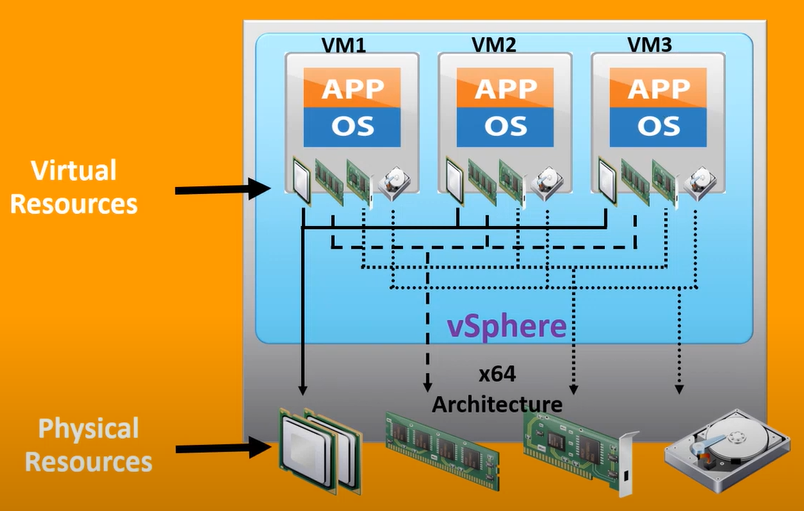 VM1
VM2
VM3
APP
OS
APP
OS
APP
OS
Virtual
Resources
vSphere
x64
Architecture
Physical
Resources